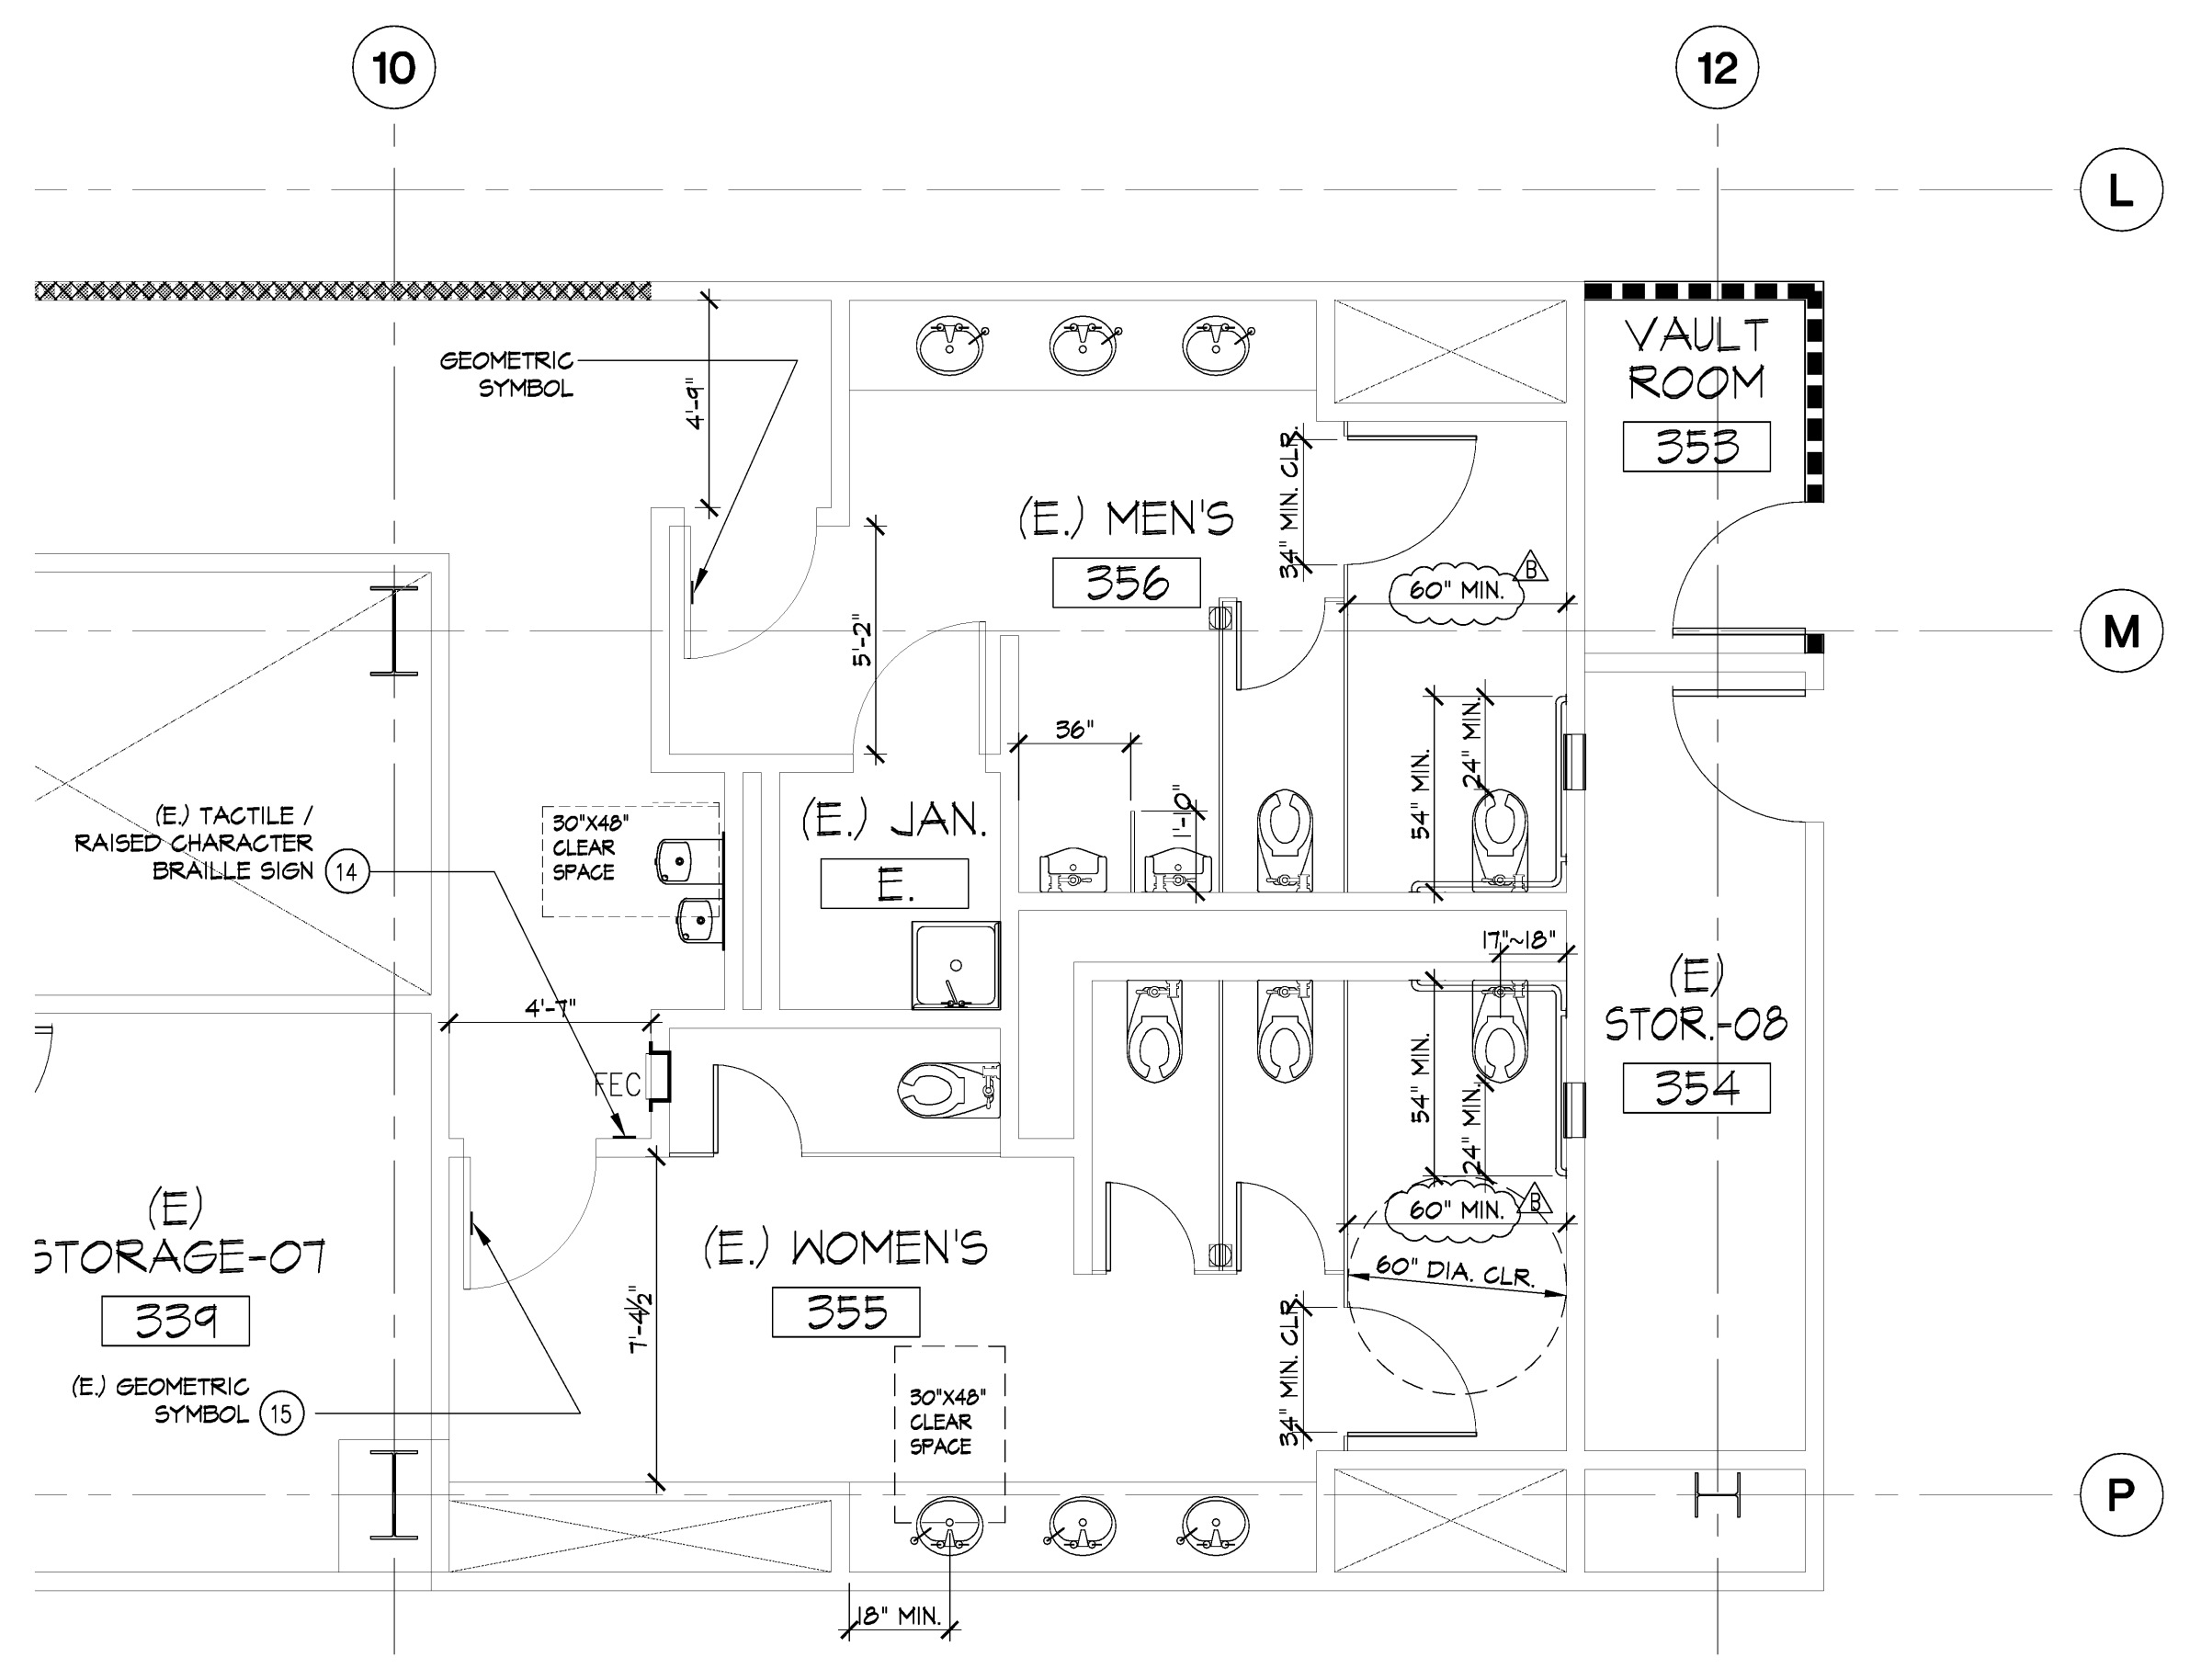 10
12
L
VAULT
ROOM
353
GEOMETRIC
SYMBOL
4'-9"
34" MIN. CLR.
(E.) MEN'S
356
60" MIN.
B
M
5'-2"
36"
1'-10"
54" MIN.
24" MIN.
(E.) TACTILE /
RAISED CHARACTER
BRAILLE SIGN
14
30"X48"
CLEAR
SPACE
(E.) JAN.
E.
17"~18"
(E)
STOR.-08
354
4'-7"
FEC
54" MIN.
24" MIN.
60" MIN.
B
60" DIA. CLR.
(E)
STORAGE-07
339
(E.) WOMEN'S
355
7'-4½"
34" MIN. CLR.
(E.) GEOMETRIC
SYMBOL
15
30"X48"
CLEAR
SPACE
P
18" MIN.